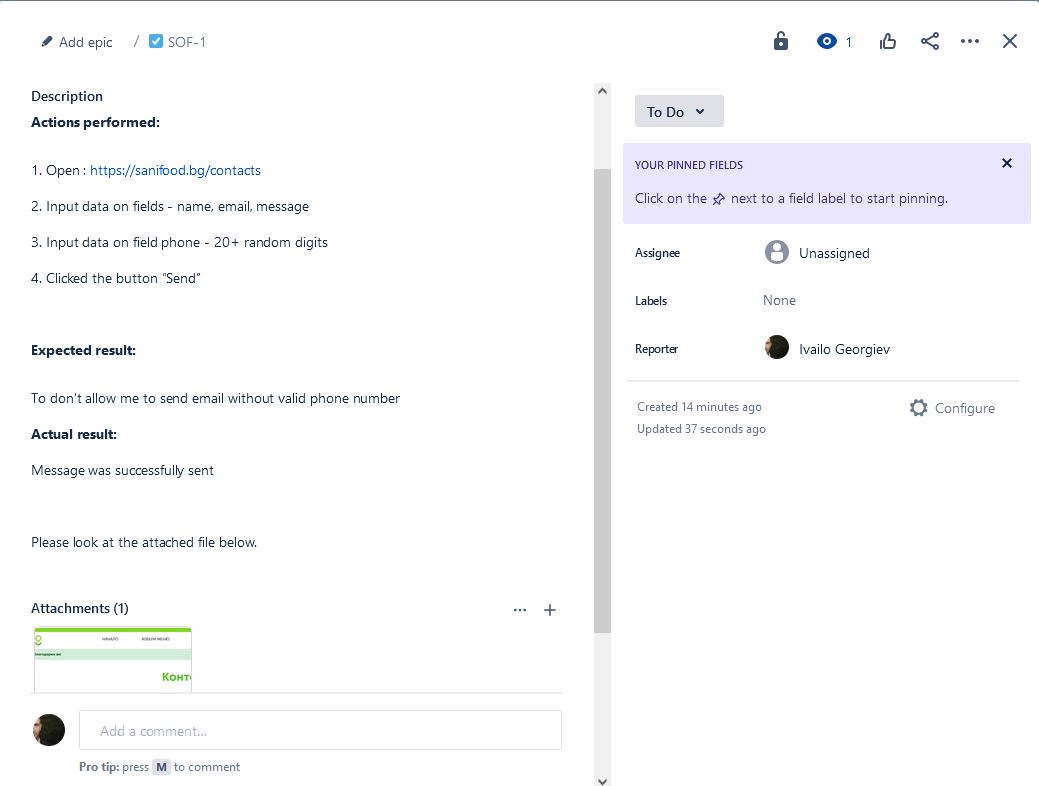 Add epic / SOF-1
1
Description
Actions performed:
1. Open : https://sanifood.bg/contacts
2. Input data on fields - name, email, message
3. Input data on field phone - 20+ random digits
4. Clicked the button “Send”
Expected result:
To don't allow me to send email without valid phone number
Actual result:
Message was successfully sent
Please look at the attached file below.
Attachments (1)
НАЧАЛО
ИЗБЕРИ МЕНЮ
Благодарим ви!
Конт
Add a comment...
Pro tip: press M to comment
To Do
YOUR PINNED FIELDS
Click on the next to a field label to start pinning.
Assignee
Unassigned
Labels
None
Reporter
Ivailo Georgiev
Created 14 minutes ago
Updated 37 seconds ago
Configure